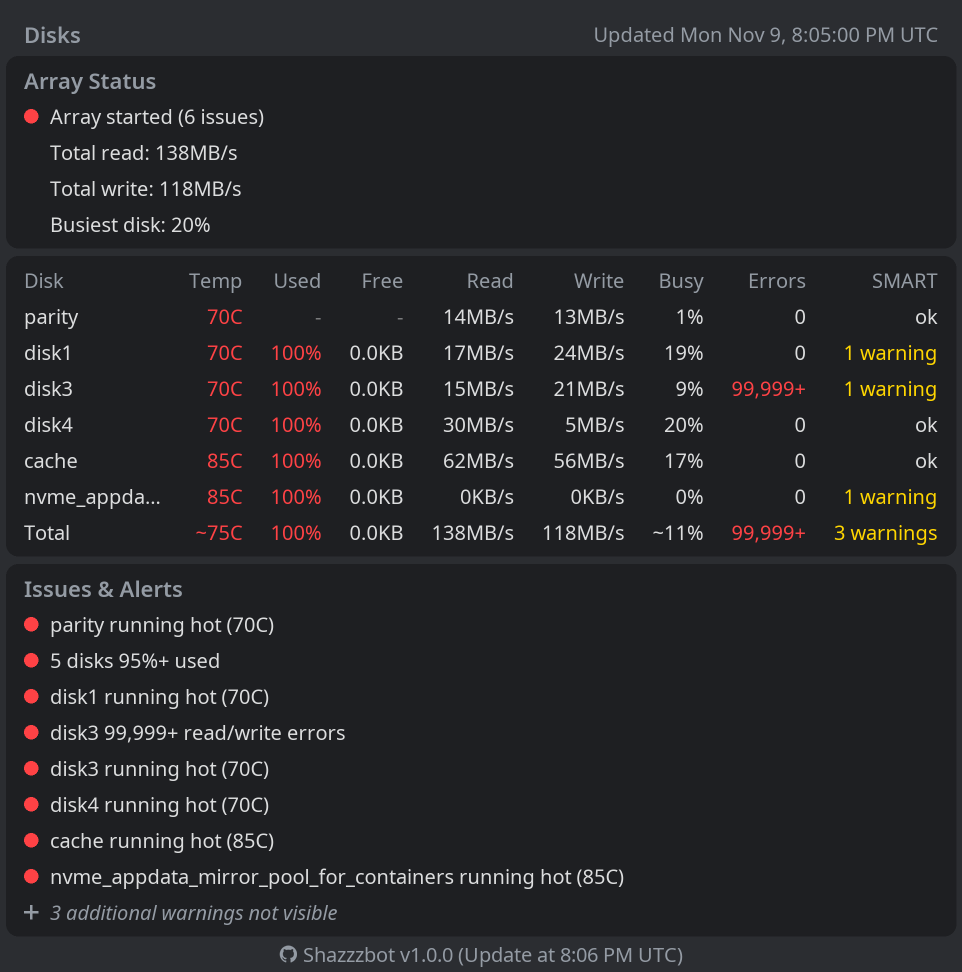 Disks Updated Mon Nov 9, 8:05:00 PM UTC
Array Status
Array started (6 issues)
Total read: 138MB/s
Total write: 118MB/s
Busiest disk: 20%
Disk Temp Used Free Read Write Busy Errors SMART
parity 70C - - 14MB/s 13MB/s 1% 0 ok
disk1 70C 100% 0.0KB 17MB/s 24MB/s 19% 0 1 warning
disk3 70C 100% 0.0KB 15MB/s 21MB/s 9% 99,999+ 1 warning
disk4 70C 100% 0.0KB 30MB/s 5MB/s 20% 0 ok
cache 85C 100% 0.0KB 62MB/s 56MB/s 17% 0 ok
nvme_appda... 85C 100% 0.0KB 0KB/s 0KB/s 0% 0 1 warning
Total ~75C 100% 0.0KB 138MB/s 118MB/s ~11% 99,999+ 3 warnings
Issues & Alerts
parity running hot (70C)
5 disks 95%+ used
disk1 running hot (70C)
disk3 99,999+ read/write errors
disk3 running hot (70C)
disk4 running hot (70C)
cache running hot (85C)
nvme_appdata_mirror_pool_for_containers running hot (85C)
+ 3 additional warnings not visible
Shazzzbot v1.0.0 (Update at 8:06 PM UTC)